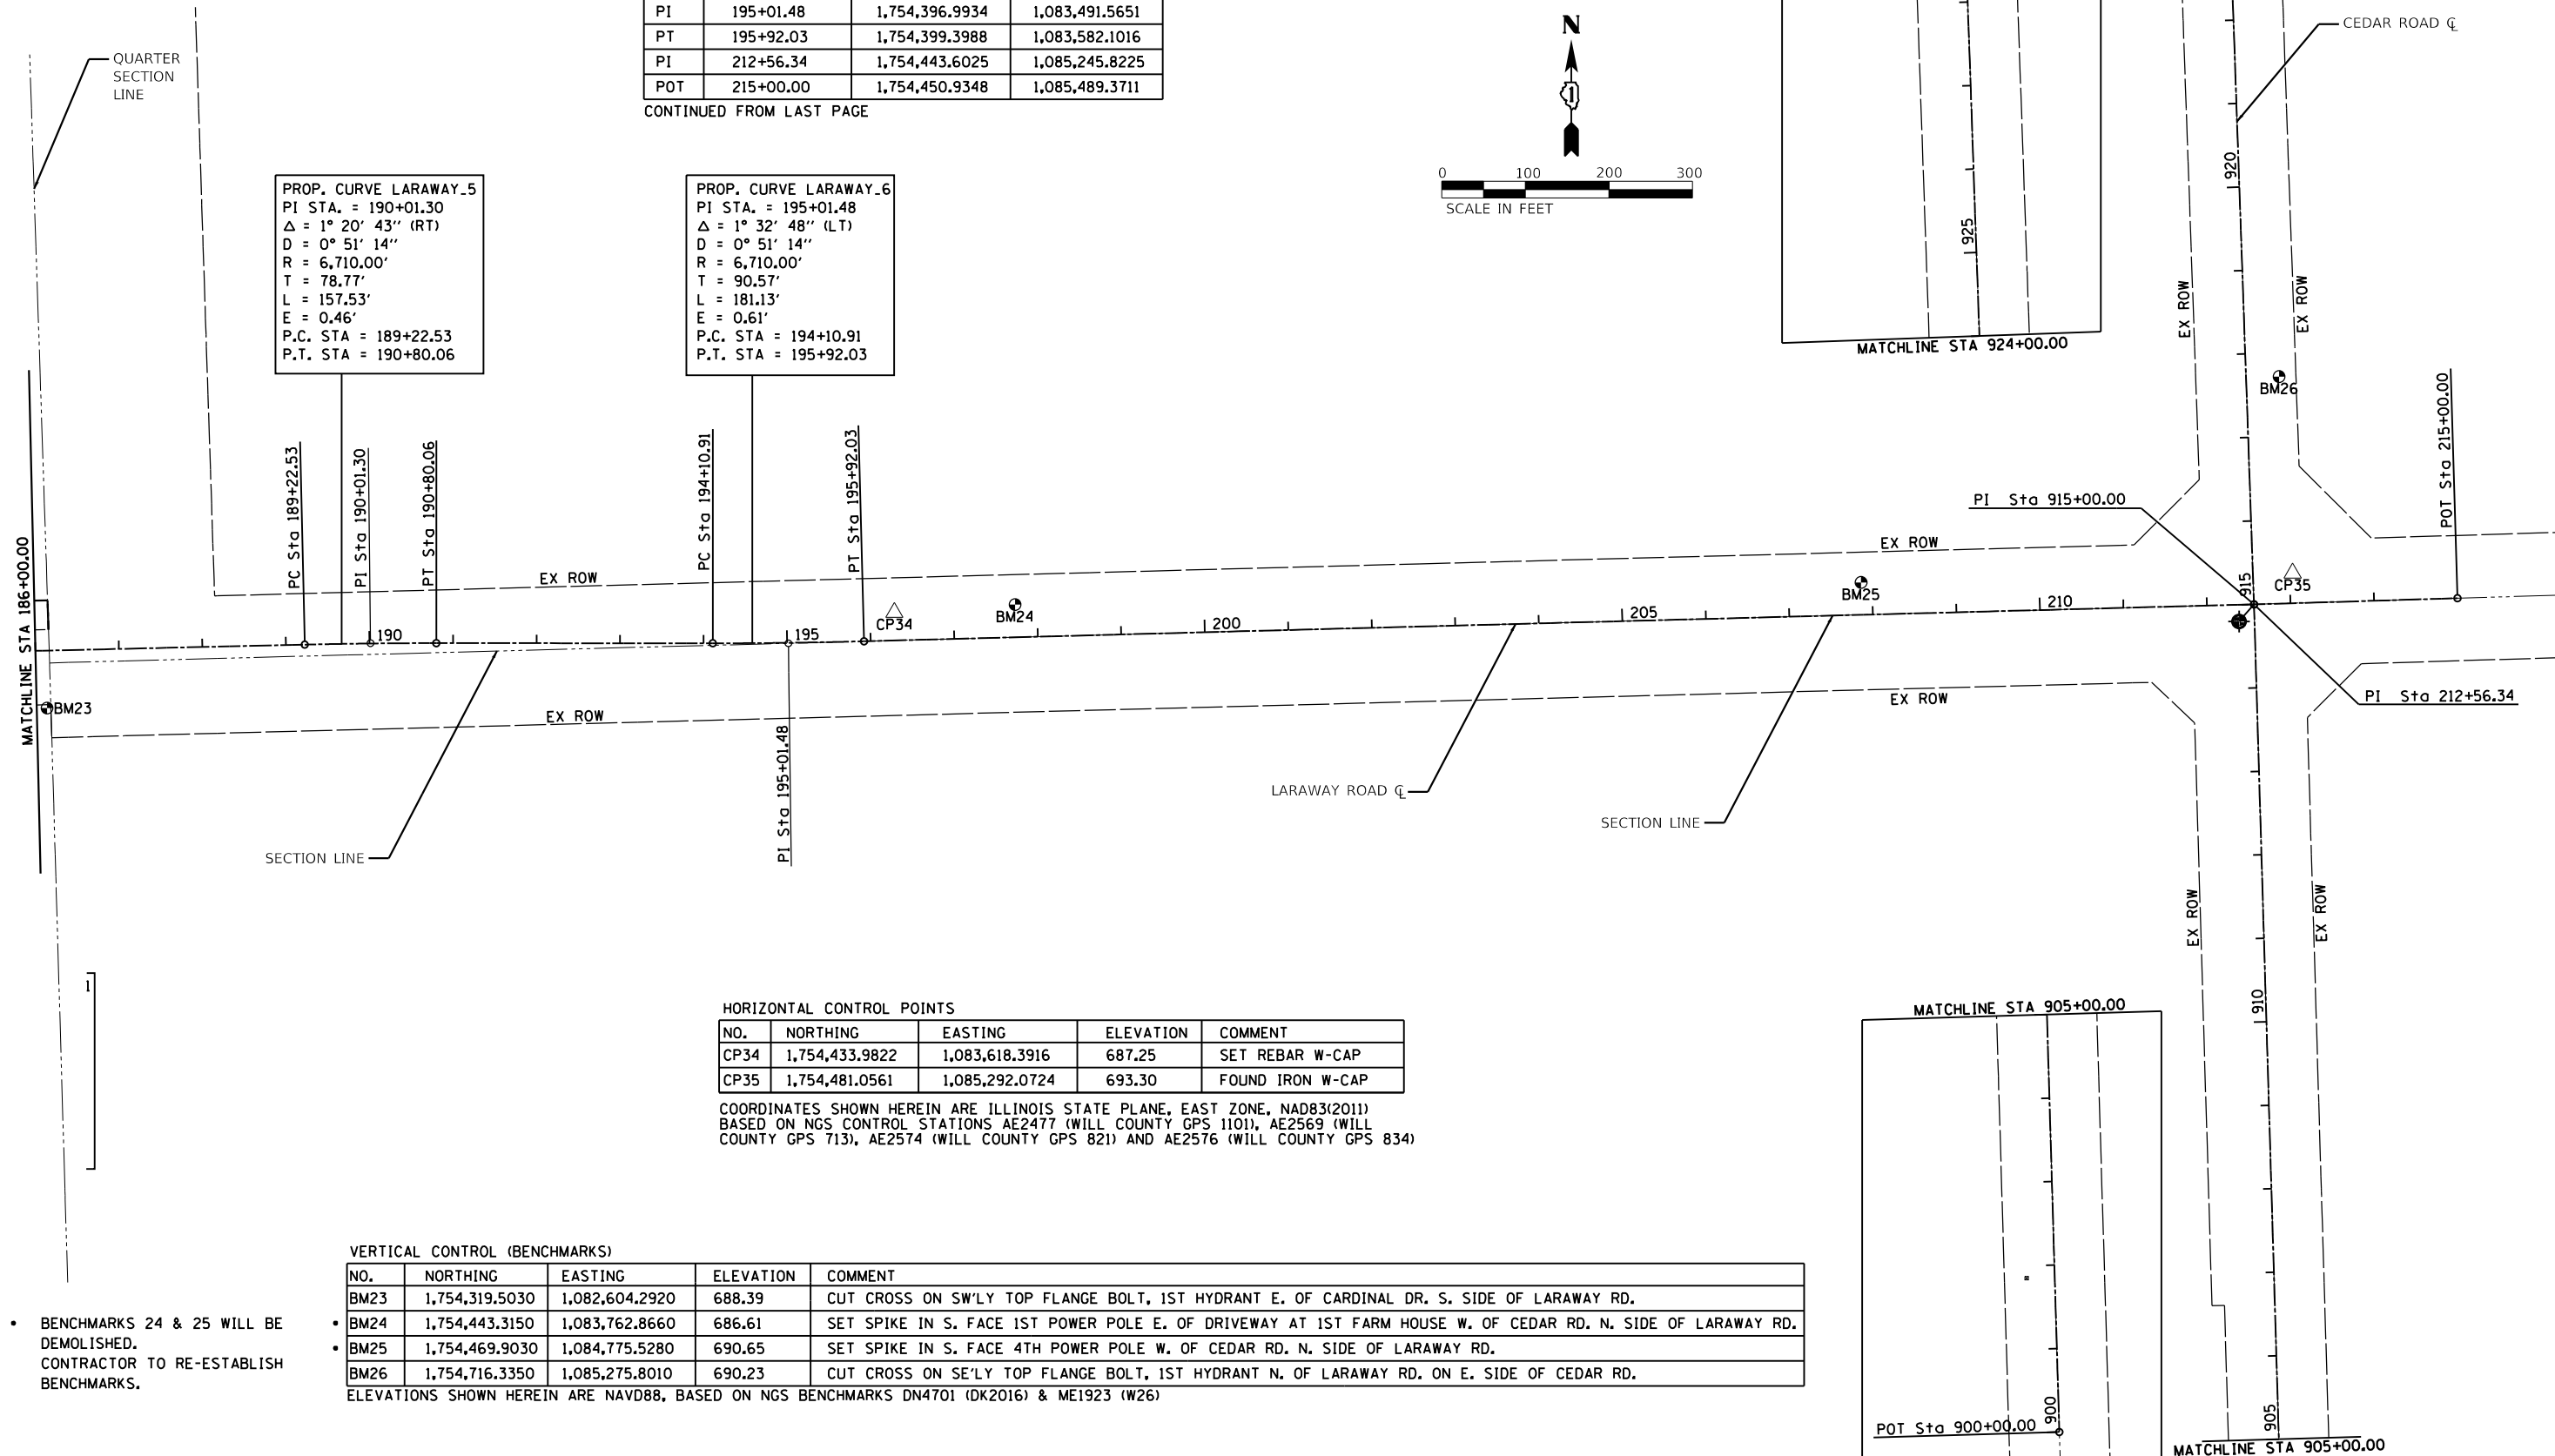 PI 195+01.48 1,754,396.9934 1,083,491.5651
PT 195+92.03 1,754,399.3988 1,083,582.1016
PI 212+56.34 1,754,443.6025 1,085,245.8225
POT 215+00.00 1,754,450.9348 1,085,489.3711
CONTINUED FROM LAST PAGE
QUARTER
SECTION
LINE
N
1
0 100 200 300
SCALE IN FEET
CEDAR ROAD ℄
920
925
MATCHLINE STA 924+00.00
EX ROW
EX ROW
PROP. CURVE LARAWAY_5
PI STA. = 190+01.30
Δ = 1° 20' 43'' (RT)
D = 0° 51' 14''
R = 6,710.00'
T = 78.77'
L = 157.53'
E = 0.46'
P.C. STA = 189+22.53
P.T. STA = 190+80.06
PROP. CURVE LARAWAY_6
PI STA. = 195+01.48
Δ = 1° 32' 48'' (LT)
D = 0° 51' 14''
R = 6,710.00'
T = 90.57'
L = 181.13'
E = 0.61'
P.C. STA = 194+10.91
P.T. STA = 195+92.03
BM26
POT Sta 215+00.00
PC Sta 189+22.53
PI Sta 190+01.30
PT Sta 190+80.06
PC Sta 194+10.91
PT Sta 195+92.03
PI Sta 915+00.00
EX ROW
EX ROW
MATCHLINE STA 186+00.00
190
195
CP34
BM24
200
205
BM25
210
915
CP35
BM23
EX ROW
EX ROW
PI Sta 212+56.34
PI Sta 195+01.48
LARAWAY ROAD ℄
SECTION LINE
SECTION LINE
EX ROW
EX ROW
1
910
HORIZONTAL CONTROL POINTS
NO. NORTHING EASTING ELEVATION COMMENT
CP34 1,754,433.9822 1,083,618.3916 687.25 SET REBAR W-CAP
CP35 1,754,481.0561 1,085,292.0724 693.30 FOUND IRON W-CAP
COORDINATES SHOWN HEREIN ARE ILLINOIS STATE PLANE, EAST ZONE, NAD83(2011)
BASED ON NGS CONTROL STATIONS AE2477 (WILL COUNTY GPS 1101), AE2569 (WILL
COUNTY GPS 713), AE2574 (WILL COUNTY GPS 821) AND AE2576 (WILL COUNTY GPS 834)
MATCHLINE STA 905+00.00
VERTICAL CONTROL (BENCHMARKS)
NO. NORTHING EASTING ELEVATION COMMENT
BM23 1,754,319.5030 1,082,604.2920 688.39 CUT CROSS ON SW'LY TOP FLANGE BOLT, 1ST HYDRANT E. OF CARDINAL DR. S. SIDE OF LARAWAY RD.
• BM24 1,754,443.3150 1,083,762.8660 686.61 SET SPIKE IN S. FACE 1ST POWER POLE E. OF DRIVEWAY AT 1ST FARM HOUSE W. OF CEDAR RD. N. SIDE OF LARAWAY RD.
• BM25 1,754,469.9030 1,084,775.5280 690.65 SET SPIKE IN S. FACE 4TH POWER POLE W. OF CEDAR RD. N. SIDE OF LARAWAY RD.
BM26 1,754,716.3350 1,085,275.8010 690.23 CUT CROSS ON SE'LY TOP FLANGE BOLT, 1ST HYDRANT N. OF LARAWAY RD. ON E. SIDE OF CEDAR RD.
ELEVATIONS SHOWN HEREIN ARE NAVD88, BASED ON NGS BENCHMARKS DN4701 (DK2016) & ME1923 (W26)
• BENCHMARKS 24 & 25 WILL BE
DEMOLISHED.
CONTRACTOR TO RE-ESTABLISH
BENCHMARKS.
900
POT Sta 900+00.00
905
MATCHLINE STA 905+00.00